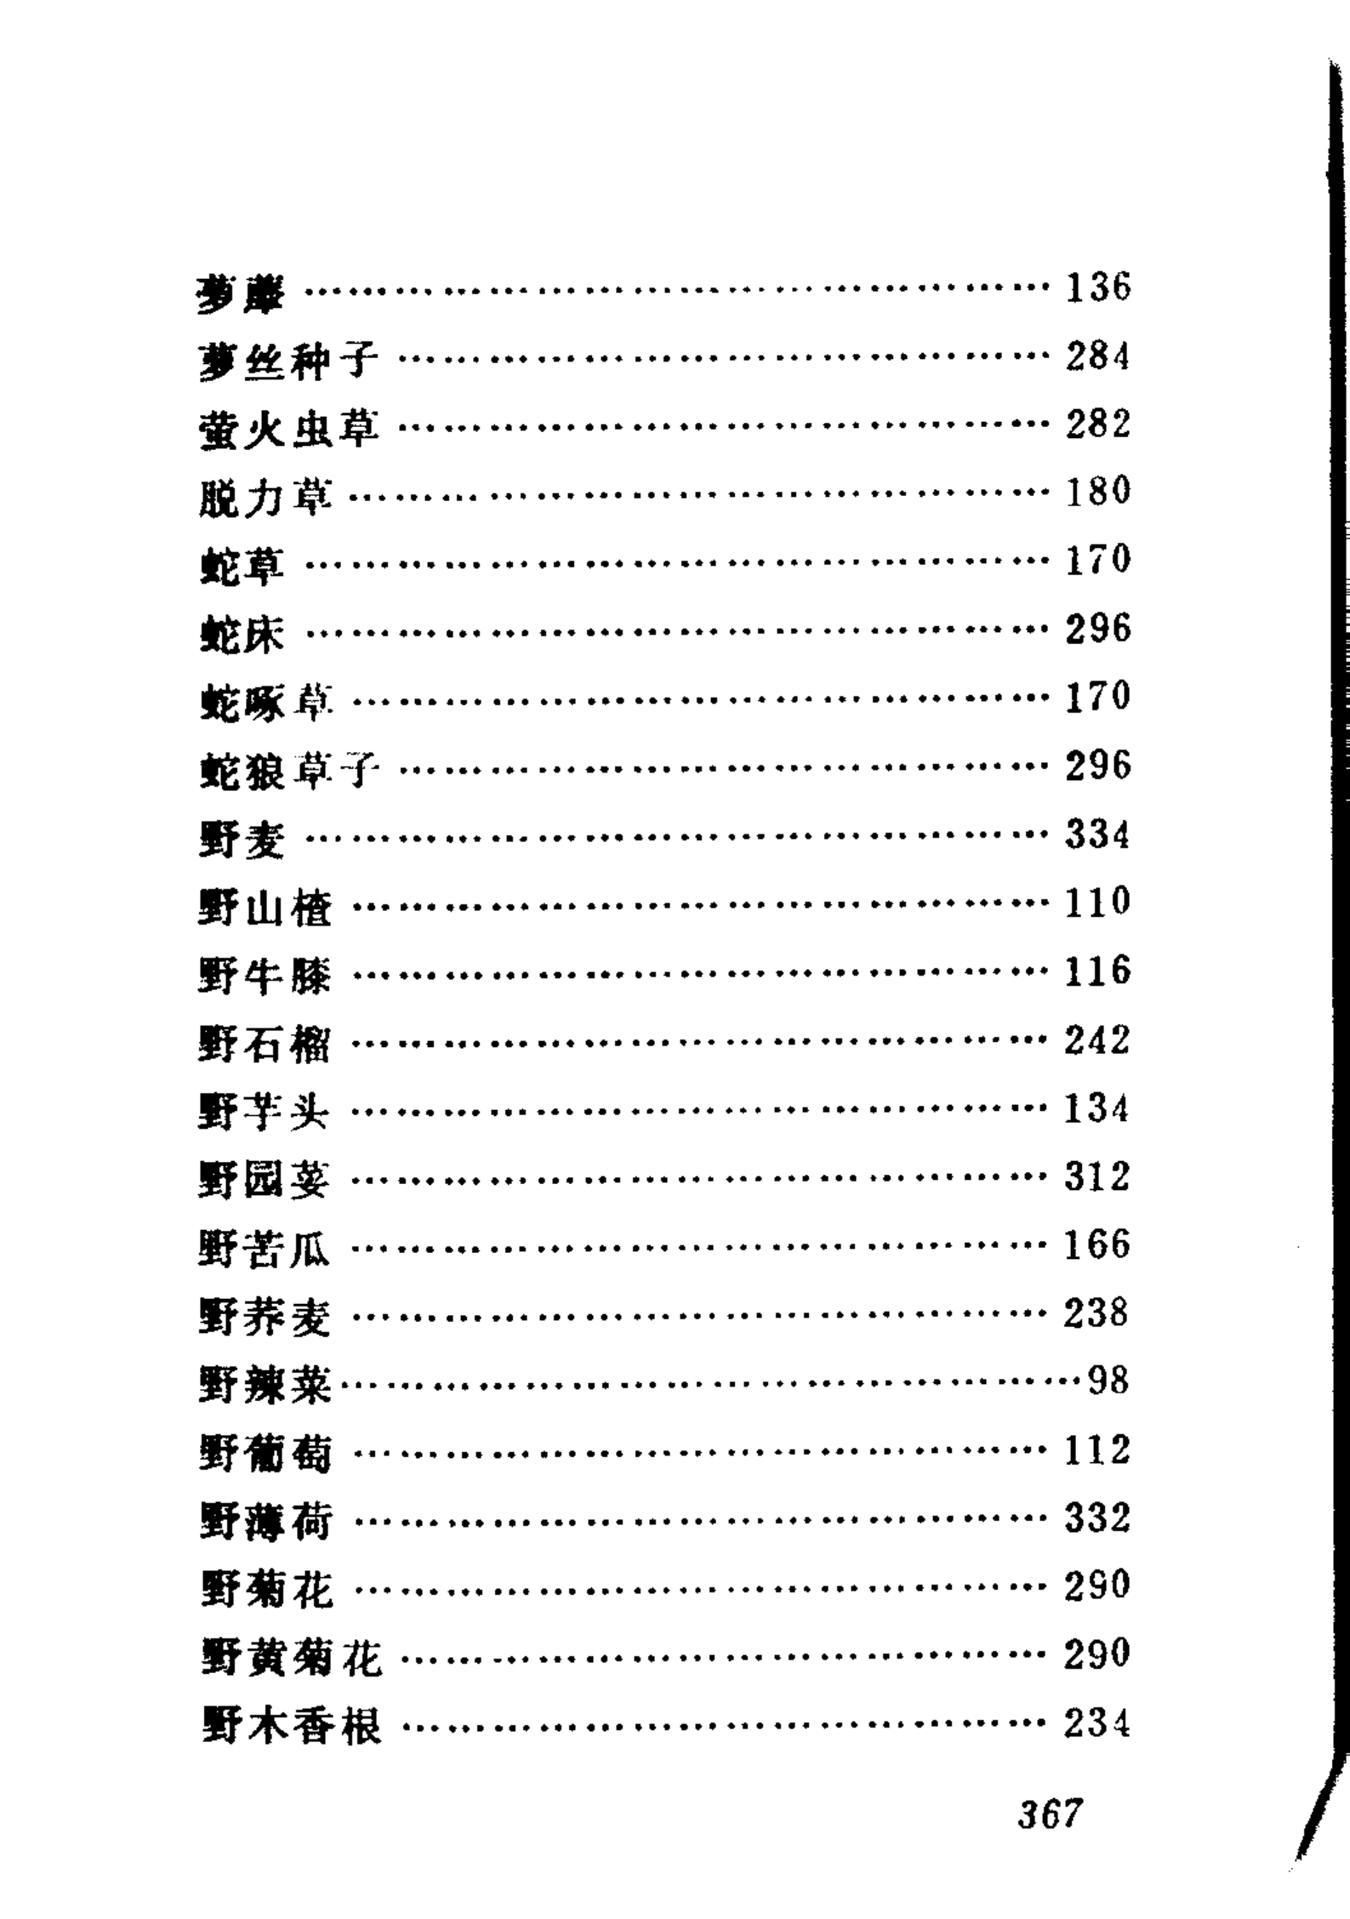 萝藦 …………………………………………… 136
萝丝种子 ……………………………………… 284
萤火虫草 ……………………………………… 282
脱力草 ………………………………………… 180
蛇草 …………………………………………… 170
蛇床 …………………………………………… 296
蛇啄草 ………………………………………… 170
蛇狼草子 ……………………………………… 296
野麦 …………………………………………… 334
野山楂 ………………………………………… 110
野牛膝 ………………………………………… 116
野石榴 ………………………………………… 242
野芋头 ………………………………………… 134
野园荽 ………………………………………… 312
野苦瓜 ………………………………………… 166
野荞麦 ………………………………………… 238
野辣菜…………………………………………98
野葡萄 ………………………………………… 112
野薄荷 ………………………………………… 332
野菊花 ………………………………………… 290
野黄菊花 ……………………………………… 290
野木香根 ……………………………………… 234
367